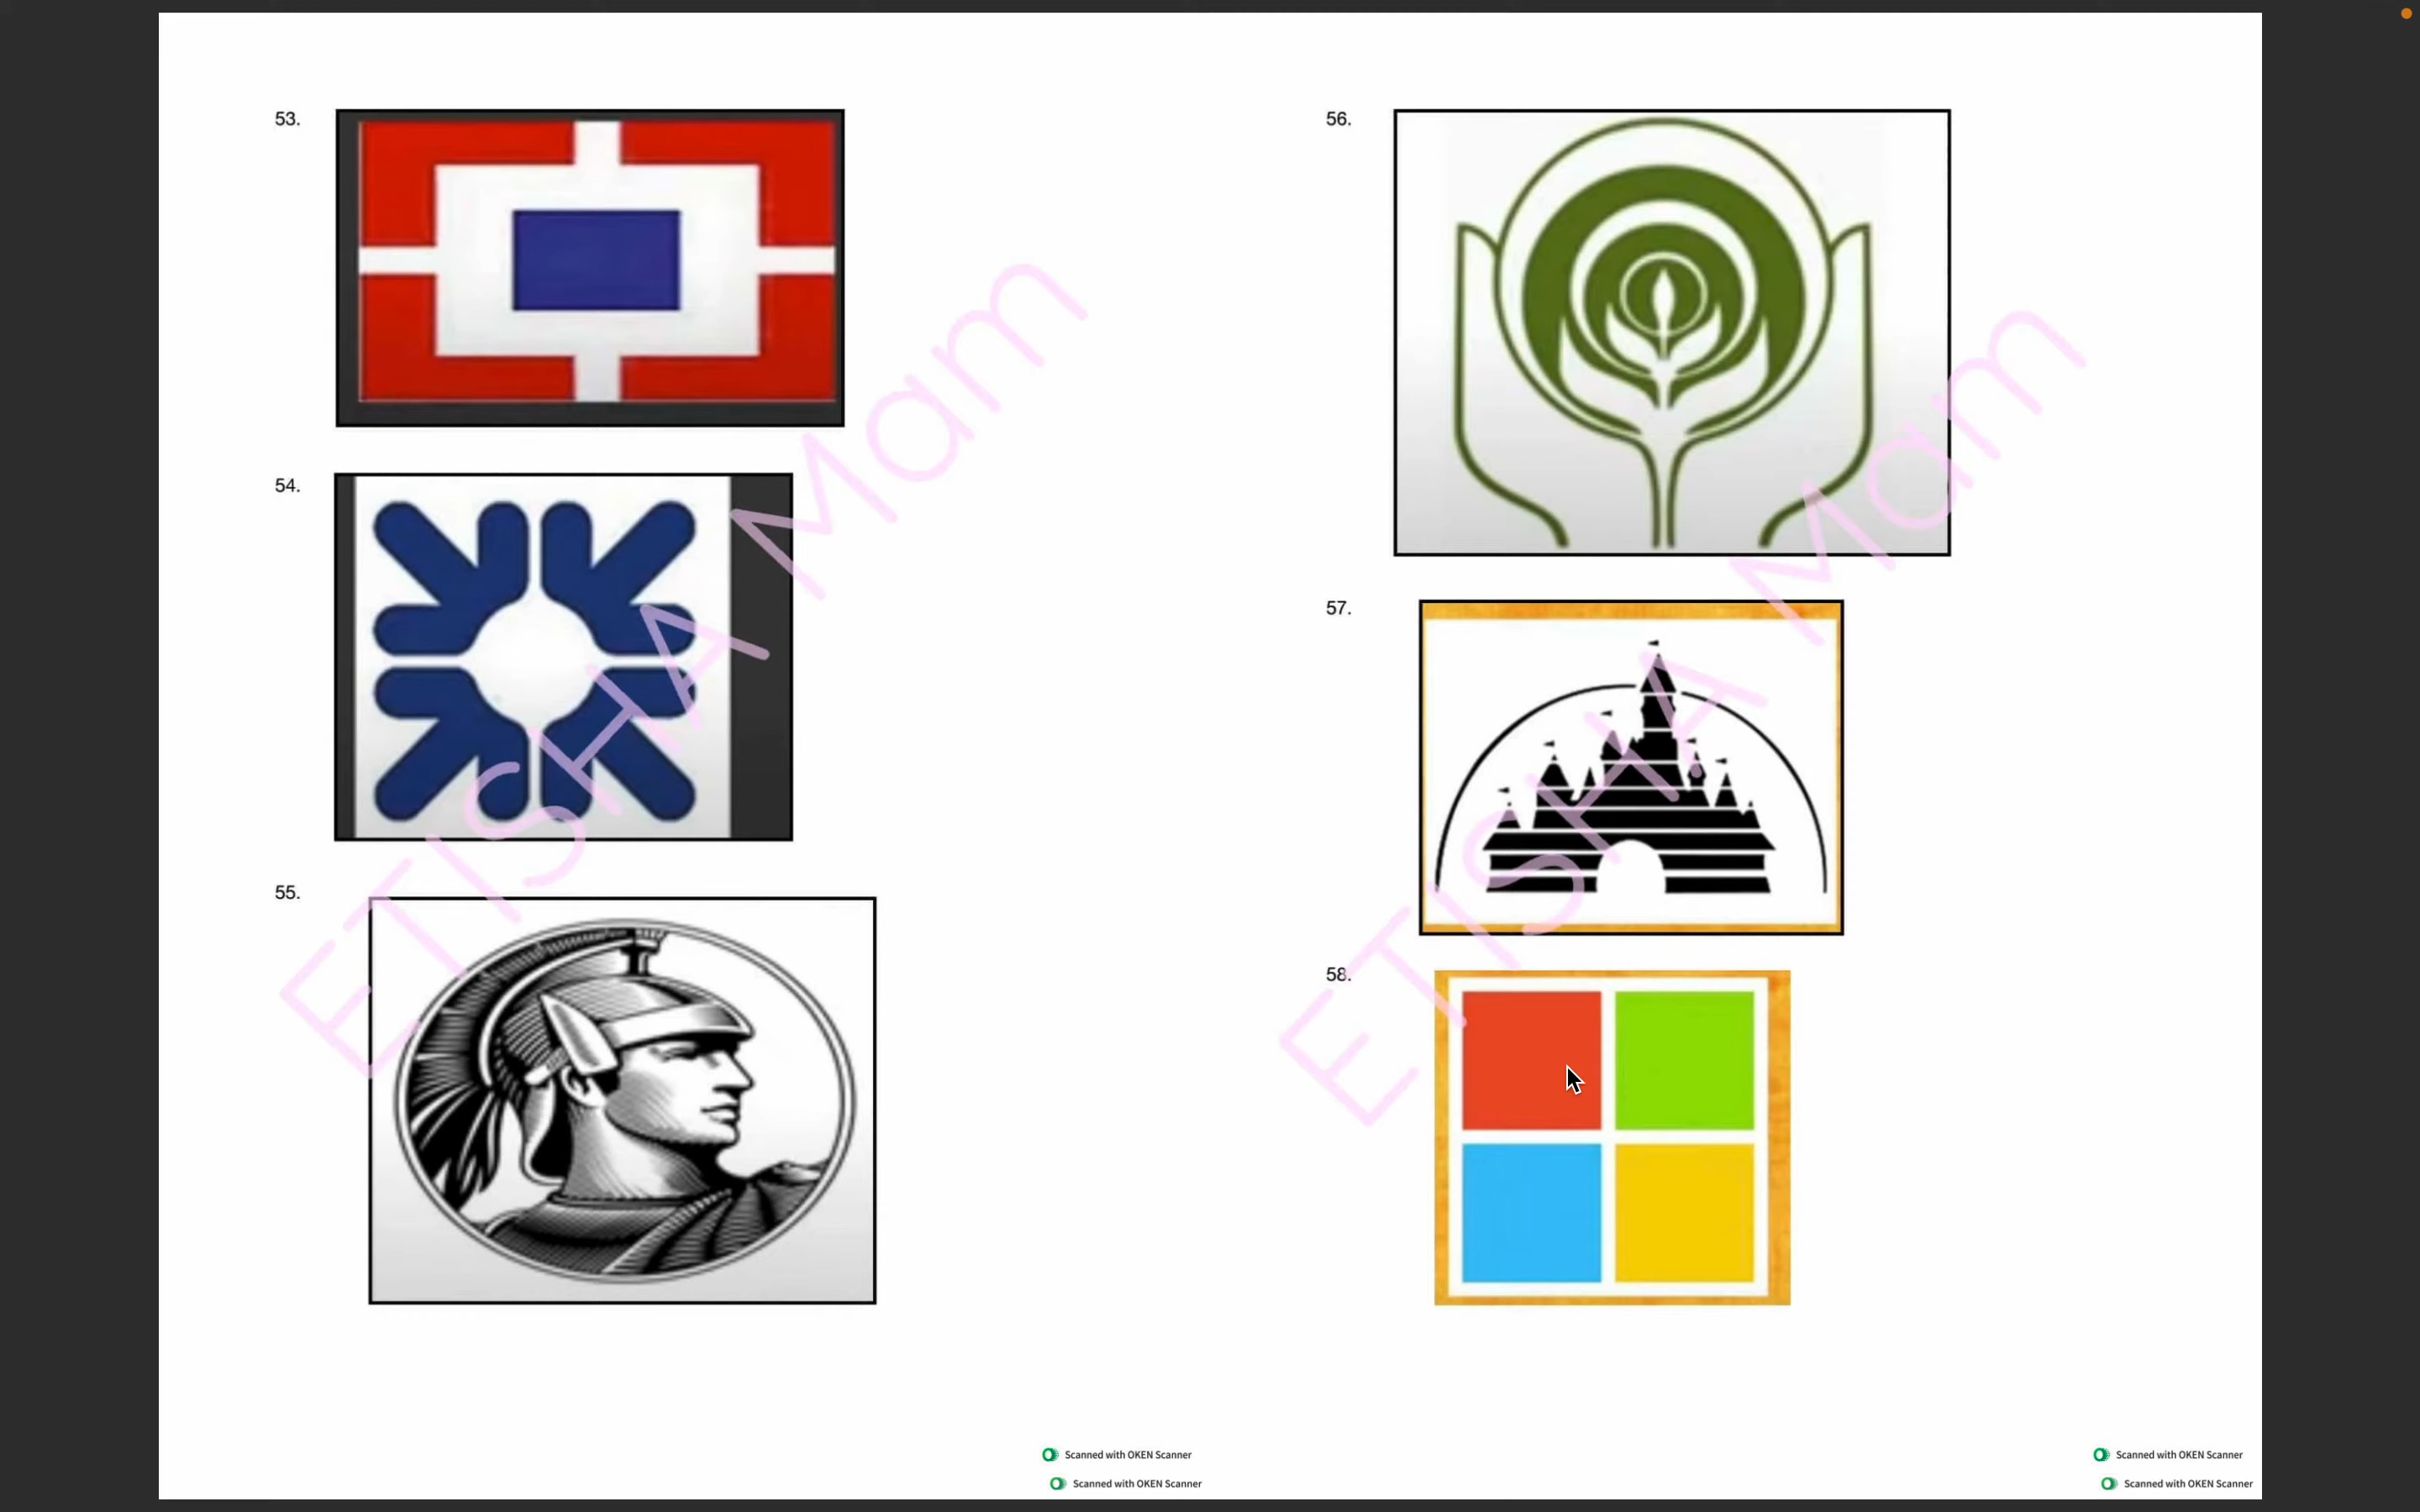 53.
54.
55.
ETISHA Mam
Scanned with OKEN Scanner
Scanned with OKEN Scanner
56.
57.
58.
ETISHA Mam
Scanned with OKEN Scanner
Scanned with OKEN Scanner